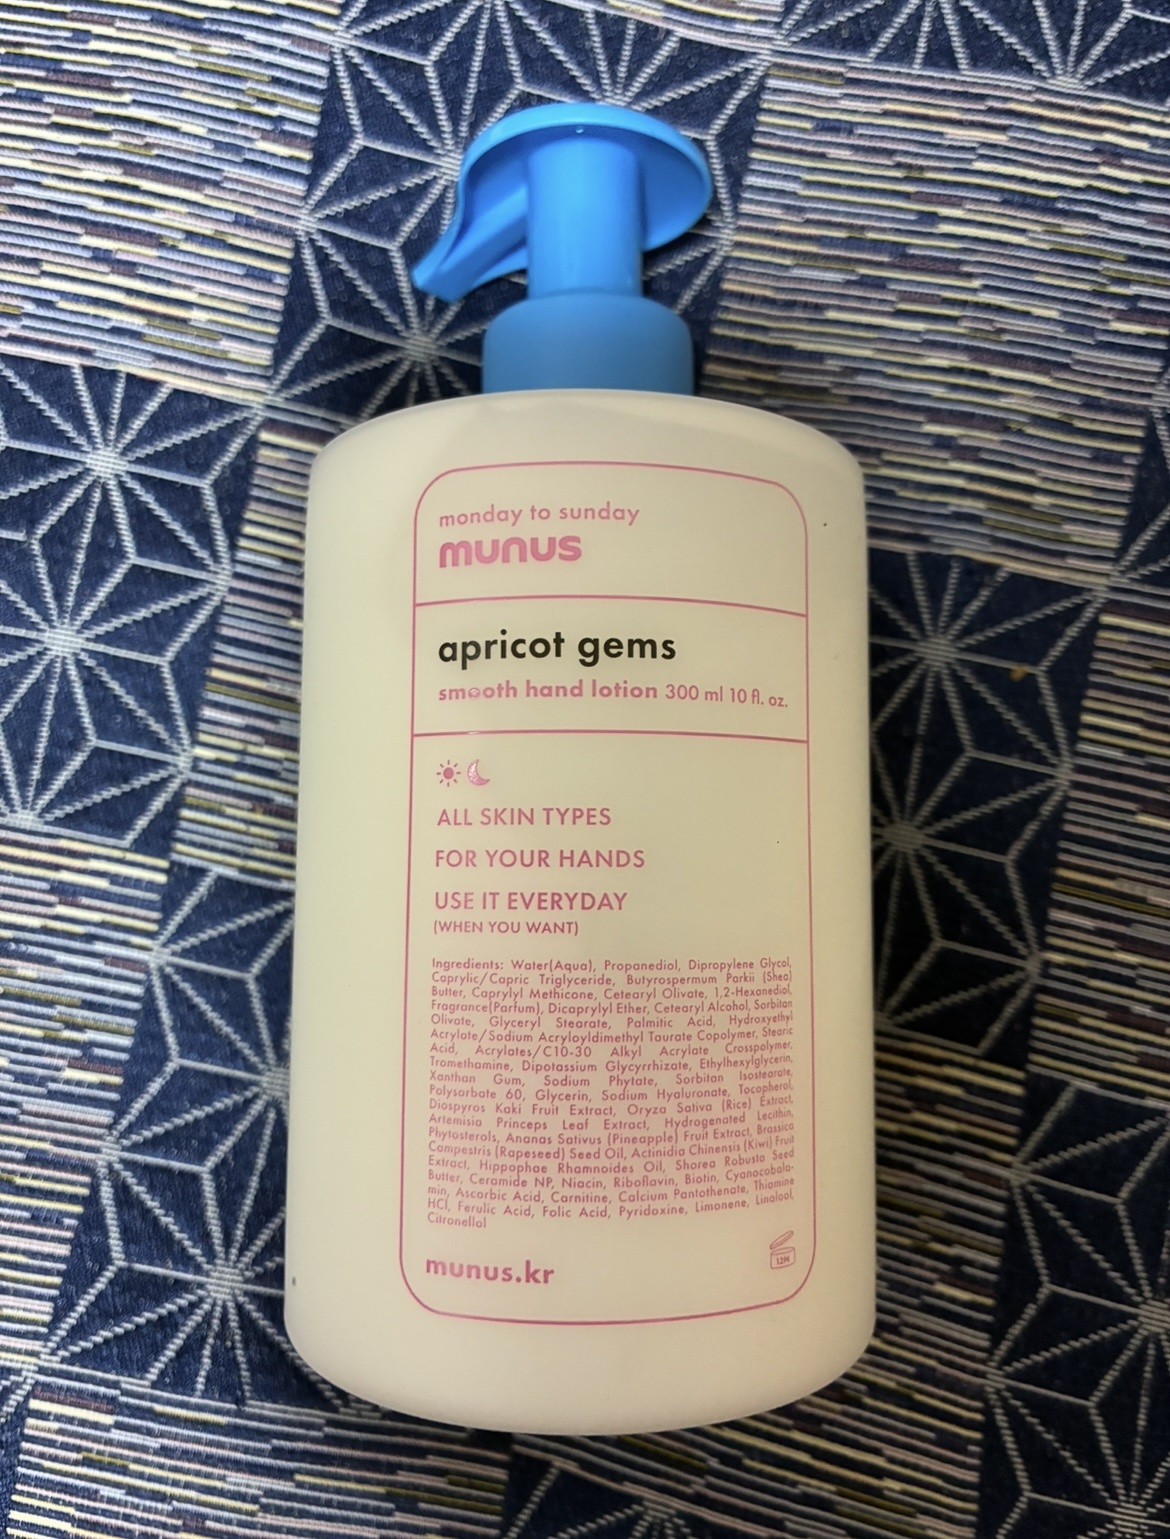 monday to sunday
munus
apricot gems
smooth hand lotion 300 ml 10 fl. oz.
ALL SKIN TYPES
FOR YOUR HANDS
USE IT EVERYDAY
(WHEN YOU WANT)
Ingredients: Water(Aqua), Propanediol, Dipropylene Glycol,
Caprylic/Capric Triglyceride, Butyrospermum Parkii (Shea)
Butter, Caprylyl Methicone, Cetearyl Olivate, 1,2-Hexanediol,
Fragrance(Parfum), Dicaprylyl Ether, Cetearyl Alcohol, Sorbitan
Olivate, Glyceryl Stearate, Palmitic Acid, Hydroxyethyl
Acrylate/Sodium Acryloyldimethyl Taurate Copolymer, Stearic
Acid, Acrylates/C10-30 Alkyl Acrylate Crosspolymer,
Tromethamine, Dipotassium Glycyrrhizate, Ethylhexylglycerin,
Xanthan Gum, Sodium Phytate, Sorbitan Isostearate,
Polysorbate 60, Glycerin, Sodium Hyaluronate, Tocopherol,
Diospyros Kaki Fruit Extract, Oryza Sativa (Rice) Extract,
Artemisia Princeps Leaf Extract, Hydrogenated Lecithin,
Phytosterols, Ananas Sativus (Pineapple) Fruit Extract, Brassica
Campestris (Rapeseed) Seed Oil, Actinidia Chinensis (Kiwi) Fruit
Extract, Hippophae Rhamnoides Oil, Shorea Robusta Seed
Butter, Ceramide NP, Niacin, Riboflavin, Biotin, Cyanocobala-
min, Ascorbic Acid, Carnitine, Calcium Pantothenate, Thiamine
HCl, Ferulic Acid, Folic Acid, Pyridoxine, Limonene, Linalool,
Citronellol
12M
munus.kr